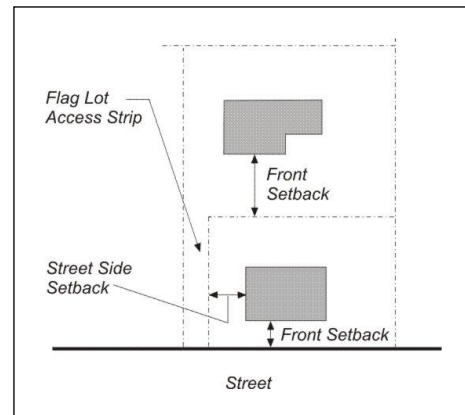 Flag Lot
Access Strip
Front
Setback
Street Side
Setback
Front Setback
Street